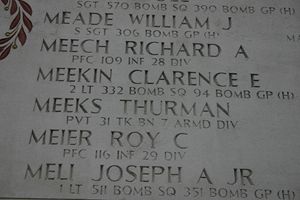 SGT 570 BOMB SQ 390 BOMB GP (H)
MEADE WILLIAM J
S SGT 306 BOMB GP (H)
MEECH RICHARD A
PFC 109 INF 28 DIV
MEEKIN CLARENCE E
2 LT 332 BOMB SQ 94 BOMB GP (H)
MEEKS THURMAN
PVT 31 TK BN 7 ARMD DIV
MEIER ROY C
PFC 116 INF 29 DIV
MELI JOSEPH A JR
1 LT 511 BOMB SQ 351 BOMB GP (H)